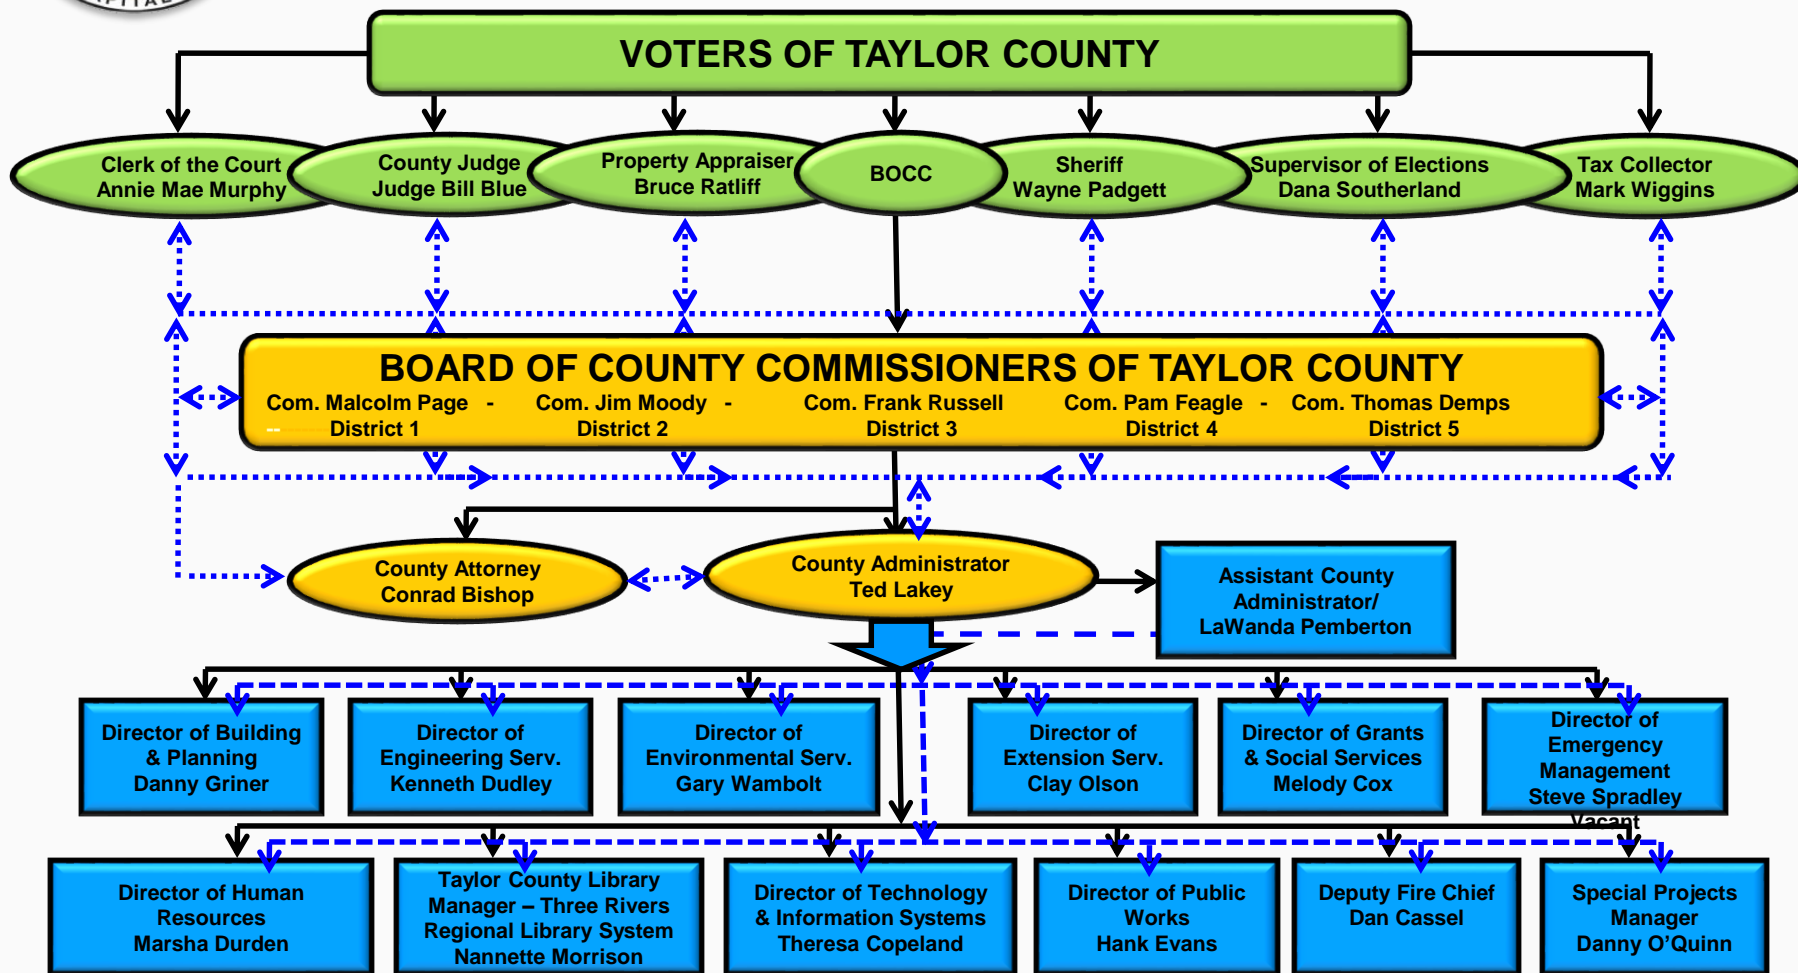 PITAL
VOTERS OF TAYLOR COUNTY
Clerk of the Court
Annie Mae Murphy
County Judge
Judge Bill Blue
Property Appraiser
Bruce Ratliff
BOCC
Sheriff
Wayne Padgett
Supervisor of Elections
Dana Southerland
Tax Collector
Mark Wiggins
BOARD OF COUNTY COMMISSIONERS OF TAYLOR COUNTY
Com. Malcolm Page - Com. Jim Moody - Com. Frank Russell Com. Pam Feagle - Com. Thomas Demps
-- District 1 District 2 District 3 District 4 District 5
County Attorney
Conrad Bishop
County Administrator
Ted Lakey
Assistant County
Administrator/
LaWanda Pemberton
Director of Building
& Planning
Danny Griner
Director of
Engineering Serv.
Kenneth Dudley
Director of
Environmental Serv.
Gary Wambolt
Director of
Extension Serv.
Clay Olson
Director of Grants
& Social Services
Melody Cox
Director of
Emergency
Management
Steve Spradley
Vacant
Director of Human
Resources
Marsha Durden
Taylor County Library
Manager – Three Rivers
Regional Library System
Nannette Morrison
Director of Technology
& Information Systems
Theresa Copeland
Director of Public
Works
Hank Evans
Deputy Fire Chief
Dan Cassel
Special Projects
Manager
Danny O’Quinn